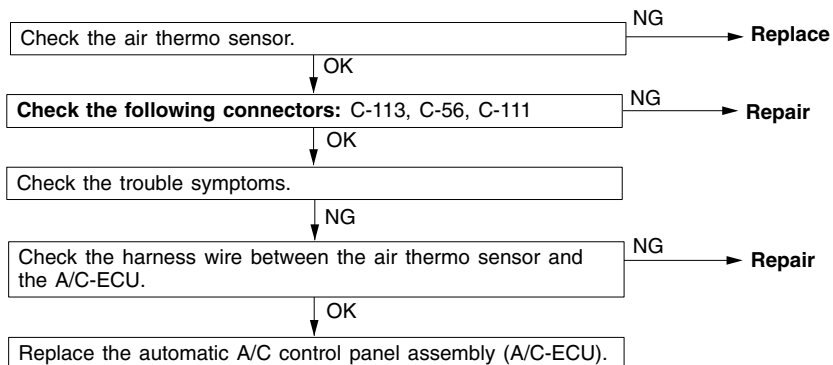 Check the air thermo sensor.
NG
Replace
OK
Check the following connectors: C-113, C-56, C-111
NG
Repair
OK
Check the trouble symptoms.
NG
Check the harness wire between the air thermo sensor and
the A/C-ECU.
NG
Repair
OK
Replace the automatic A/C control panel assembly (A/C-ECU).